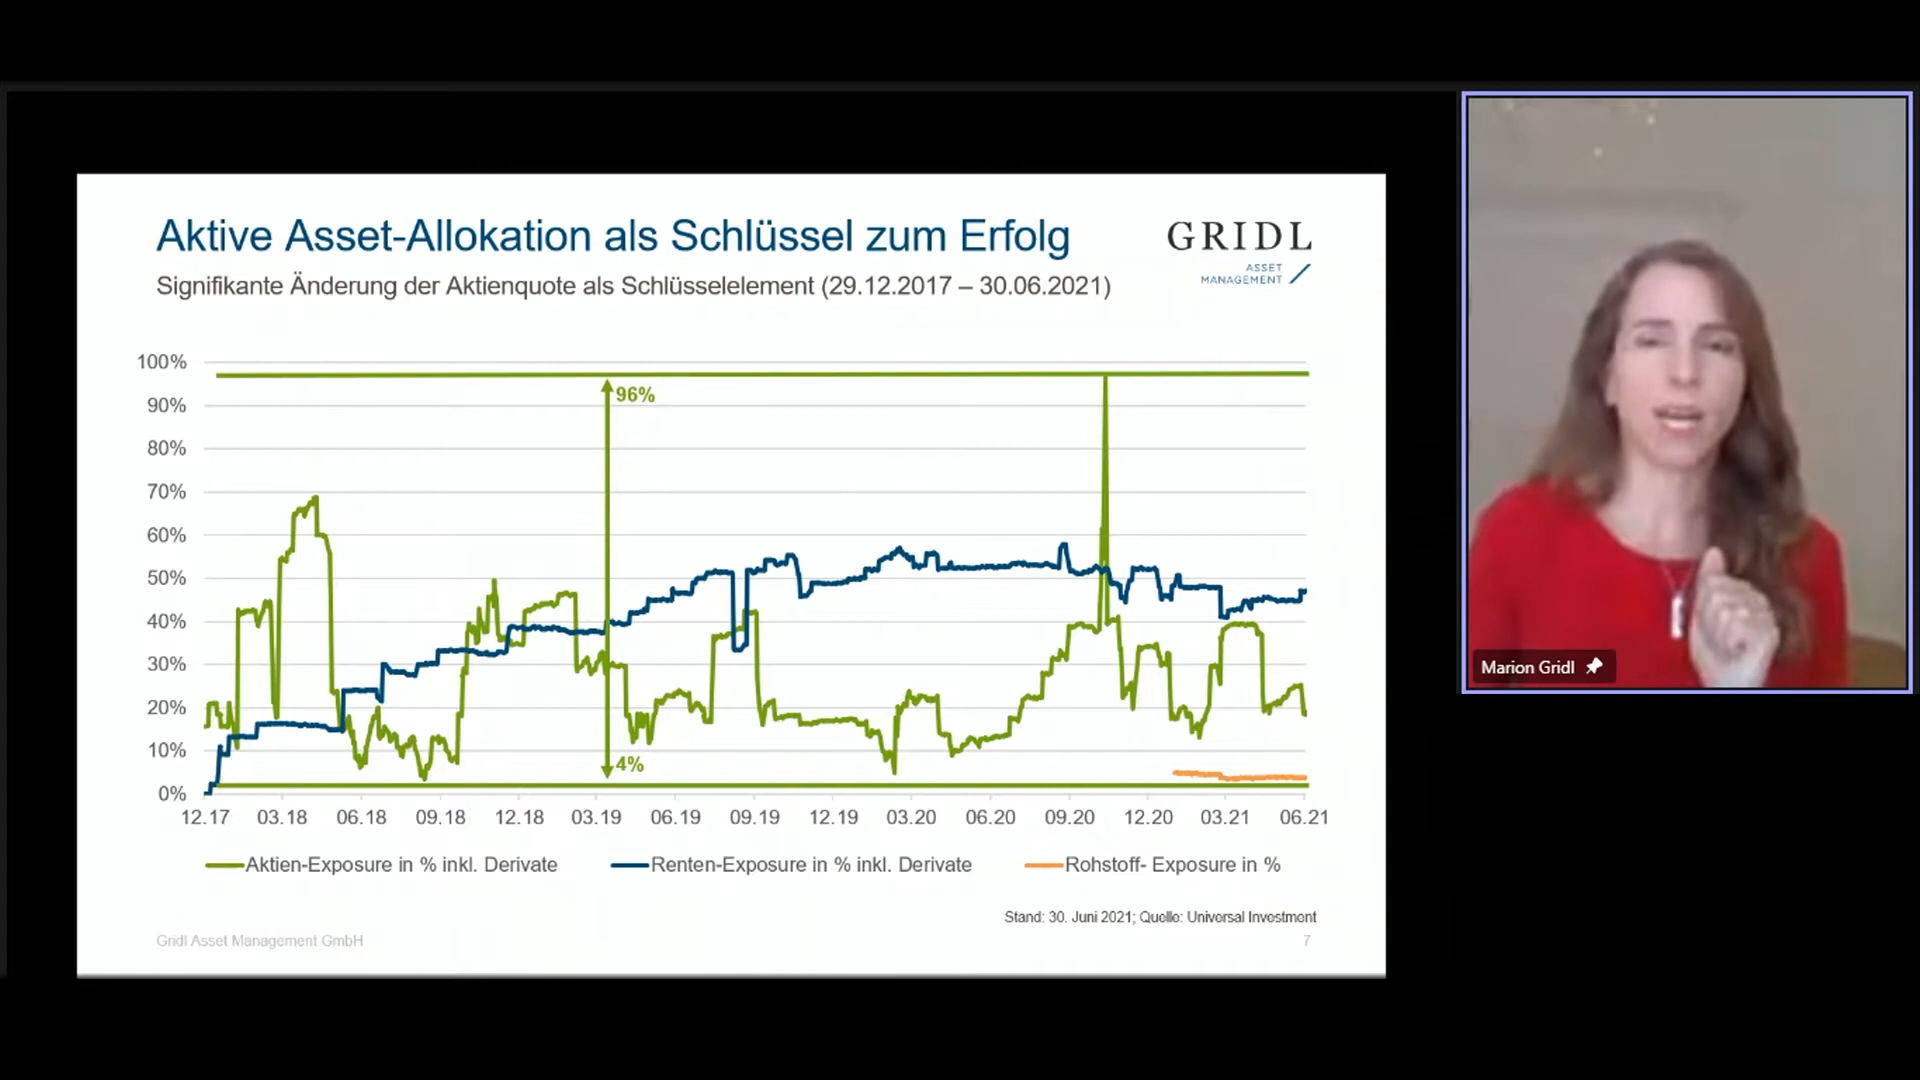 Aktive Asset-Allokation als Schlüssel zum Erfolg
GRIDL
ASSET
MANAGEMENT
Signifikante Änderung der Aktienquote als Schlüsselelement (29.12.2017 – 30.06.2021)
100%
90%
80%
70%
60%
50%
40%
30%
20%
10%
0%
96%
4%
12.17 03.18 06.18 09.18 12.18 03.19 06.19 09.19 12.19 03.20 06.20 09.20 12.20 03.21 06.21
Aktien-Exposure in % inkl. Derivate Renten-Exposure in % inkl. Derivate Rohstoff- Exposure in %
Stand: 30. Juni 2021; Quelle: Universal Investment
Gridl Asset Management GmbH
7
Marion Gridl